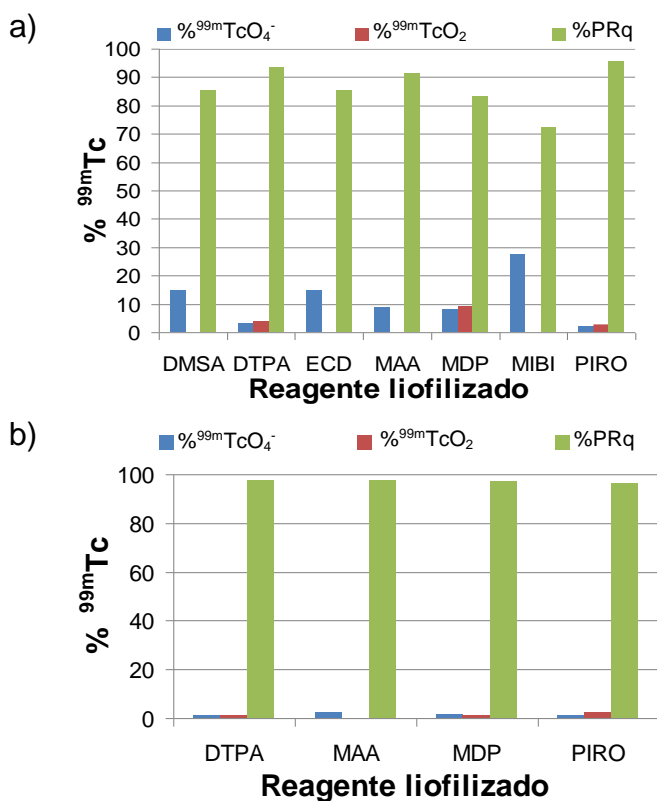 a)
%⁹⁹ᵐTcO₄⁻ %⁹⁹ᵐTcO₂ %PRq
100
90
80
70
60
50
40
30
20
10
0
% ⁹⁹ᵐTc
DMSA DTPA ECD MAA MDP MIBI PIRO
Reagente liofilizado
b)
%⁹⁹ᵐTcO₄⁻ %⁹⁹ᵐTcO₂ %PRq
100
80
60
40
20
0
% ⁹⁹ᵐTc
DTPA MAA MDP PIRO
Reagente liofilizado